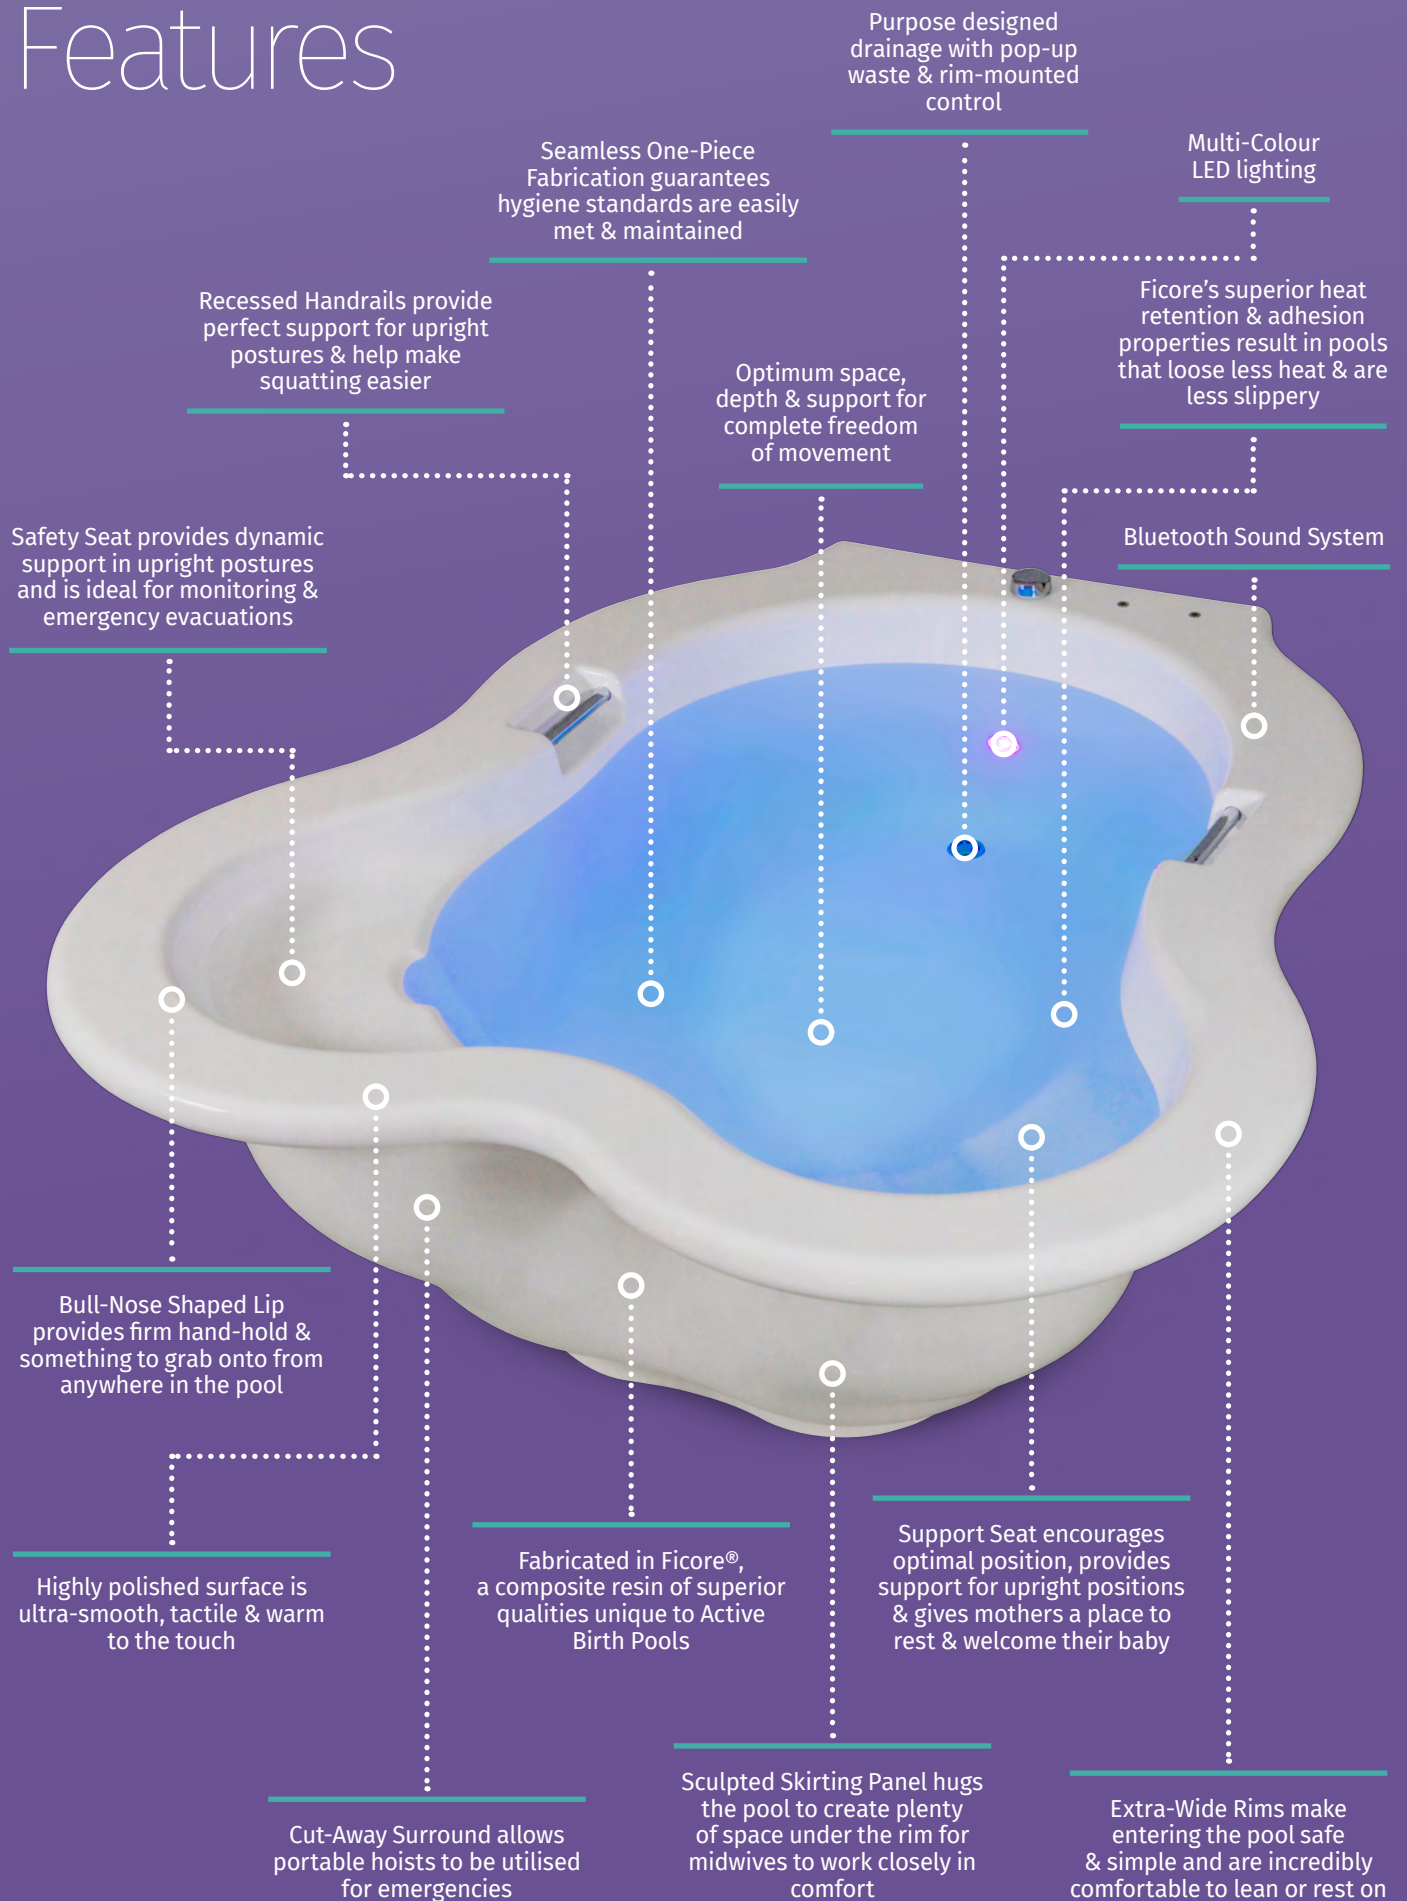 Features
Purpose designed
drainage with pop-up
waste & rim-mounted
control
Multi-Colour
LED lighting
Seamless One-Piece
Fabrication guarantees
hygiene standards are easily
met & maintained
Recessed Handrails provide
perfect support for upright
postures & help make
squatting easier
Ficore’s superior heat
retention & adhesion
properties result in pools
that loose less heat & are
less slippery
Optimum space,
depth & support for
complete freedom
of movement
Safety Seat provides dynamic
support in upright postures
and is ideal for monitoring &
emergency evacuations
Bluetooth Sound System
Bull-Nose Shaped Lip
provides firm hand-hold &
something to grab onto from
anywhere in the pool
Highly polished surface is
ultra-smooth, tactile & warm
to the touch
Fabricated in Ficore®,
a composite resin of superior
qualities unique to Active
Birth Pools
Support Seat encourages
optimal position, provides
support for upright positions
& gives mothers a place to
rest & welcome their baby
Cut-Away Surround allows
portable hoists to be utilised
for emergencies
Sculpted Skirting Panel hugs
the pool to create plenty
of space under the rim for
midwives to work closely in
comfort
Extra-Wide Rims make
entering the pool safe
& simple and are incredibly
comfortable to lean or rest on